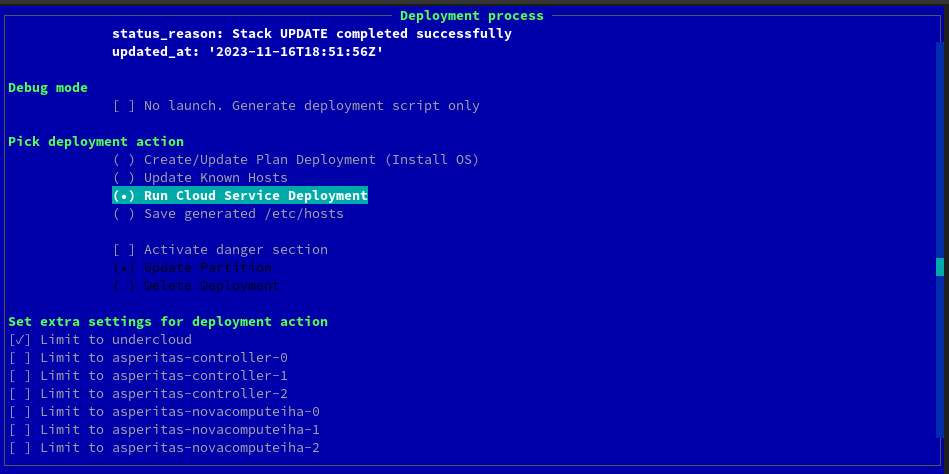 Deployment process
status_reason: Stack UPDATE completed successfully
updated_at: '2023-11-16T18:51:56Z'
Debug mode
[ ] No launch. Generate deployment script only
Pick deployment action
( ) Create/Update Plan Deployment (Install OS)
( ) Update Known Hosts
(•) Run Cloud Service Deployment
( ) Save generated /etc/hosts
[ ] Activate danger section
(•) Update Partition
( ) Delete Deployment
Set extra settings for deployment action
[✓] Limit to undercloud
[ ] Limit to asperitas-controller-0
[ ] Limit to asperitas-controller-1
[ ] Limit to asperitas-controller-2
[ ] Limit to asperitas-novacomputeiha-0
[ ] Limit to asperitas-novacomputeiha-1
[ ] Limit to asperitas-novacomputeiha-2